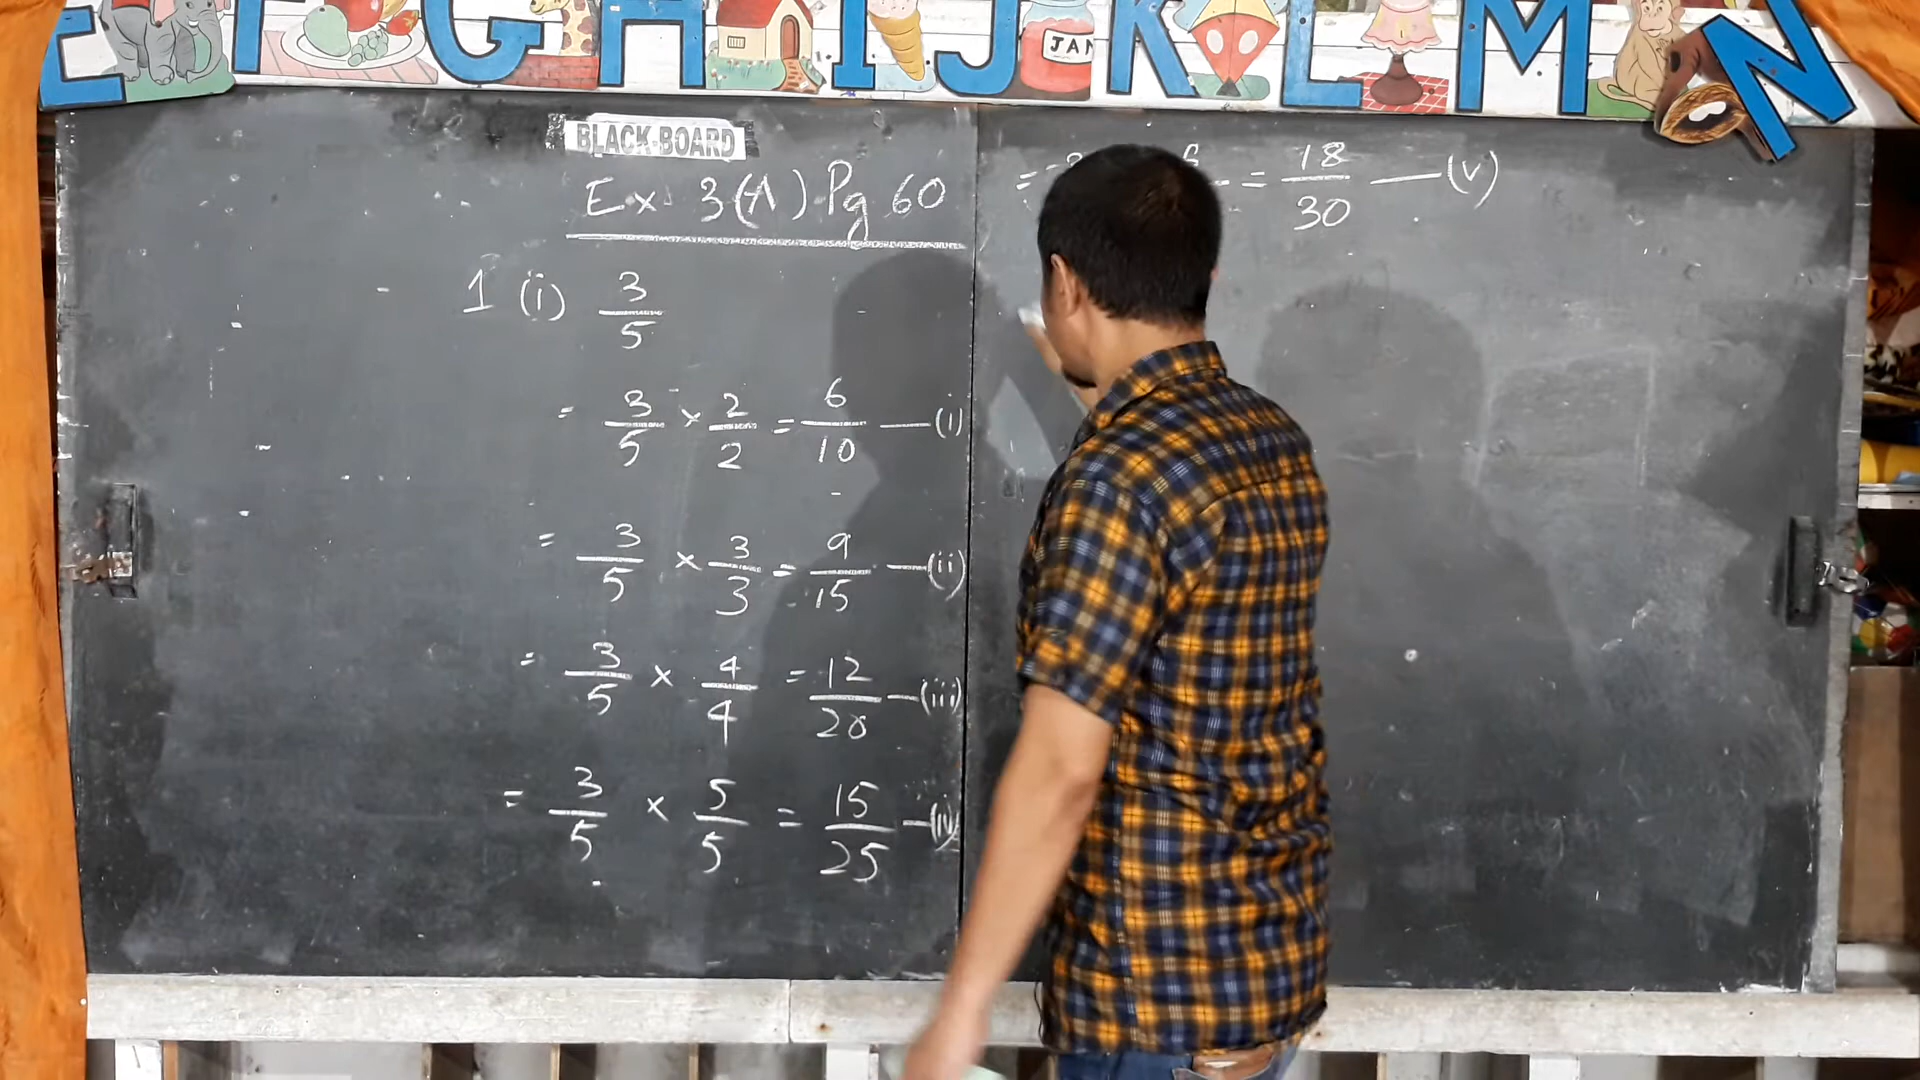 E F G H I J K L M N
JAM
BLACK-BOARD
Ex 3(A) Pg 60
1 (i) 3/5
= 3/5 × 2/2 = 6/10 —(i)
= 3/5 × 3/3 = 9/15 —(ii)
= 3/5 × 4/4 = 12/20 —(iii)
= 3/5 × 5/5 = 15/25 —(iv)
= 18/30 —(v)